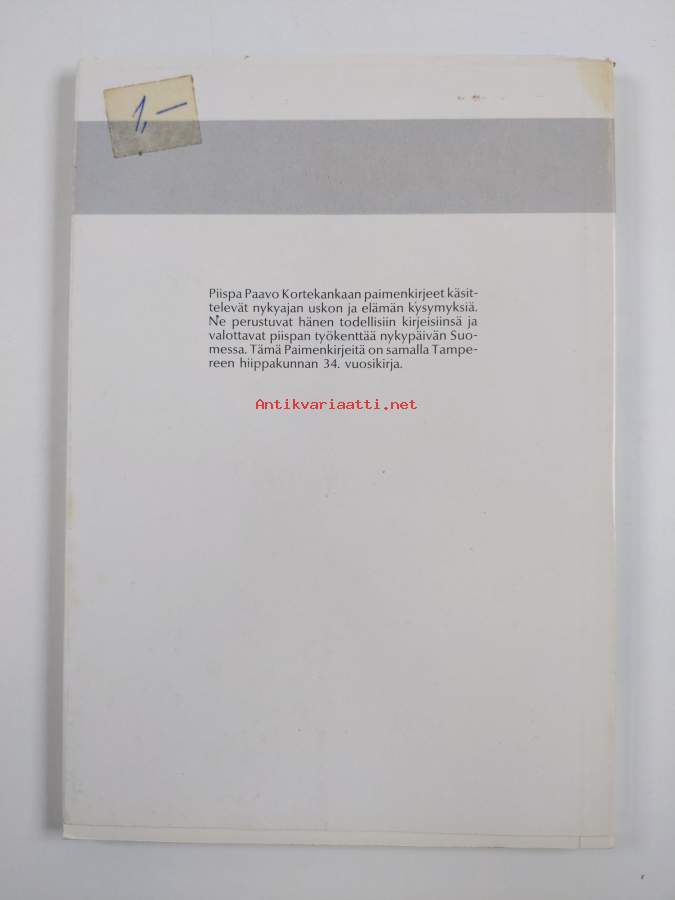 1,—
Piispa Paavo Kortekankaan paimenkirjeet käsit-
televät nykyajan uskon ja elämän kysymyksiä.
Ne perustuvat hänen todellisiin kirjeisiinsä ja
valottavat piispan työkenttää nykypäivän Suo-
messa. Tämä Paimenkirjeitä on samalla Tampe-
reen hiippakunnan 34. vuosikirja.
Antikvariaatti.net